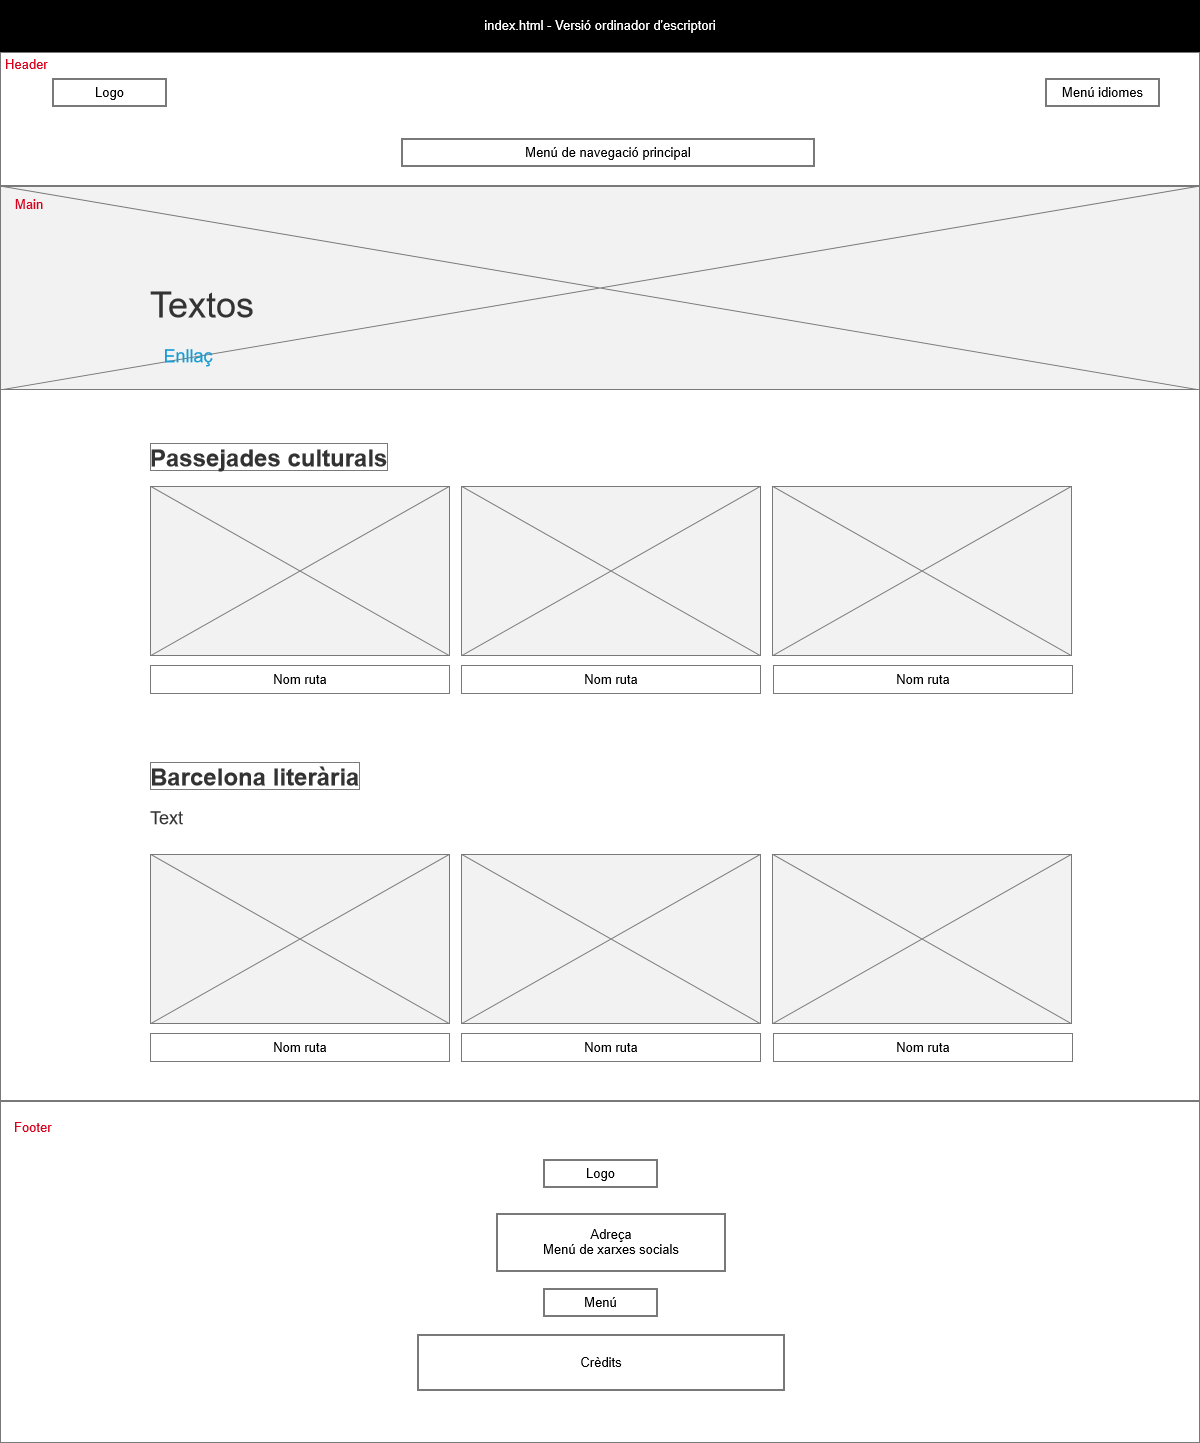 index.html - Versió ordinador d'escriptori
Header
Logo
Menú idiomes
Menú de navegació principal
Main
Textos
Enllaç
Passejades culturals
Nom ruta
Nom ruta
Nom ruta
Barcelona literària
Text
Nom ruta
Nom ruta
Nom ruta
Footer
Logo
Adreça
Menú de xarxes socials
Menú
Crèdits